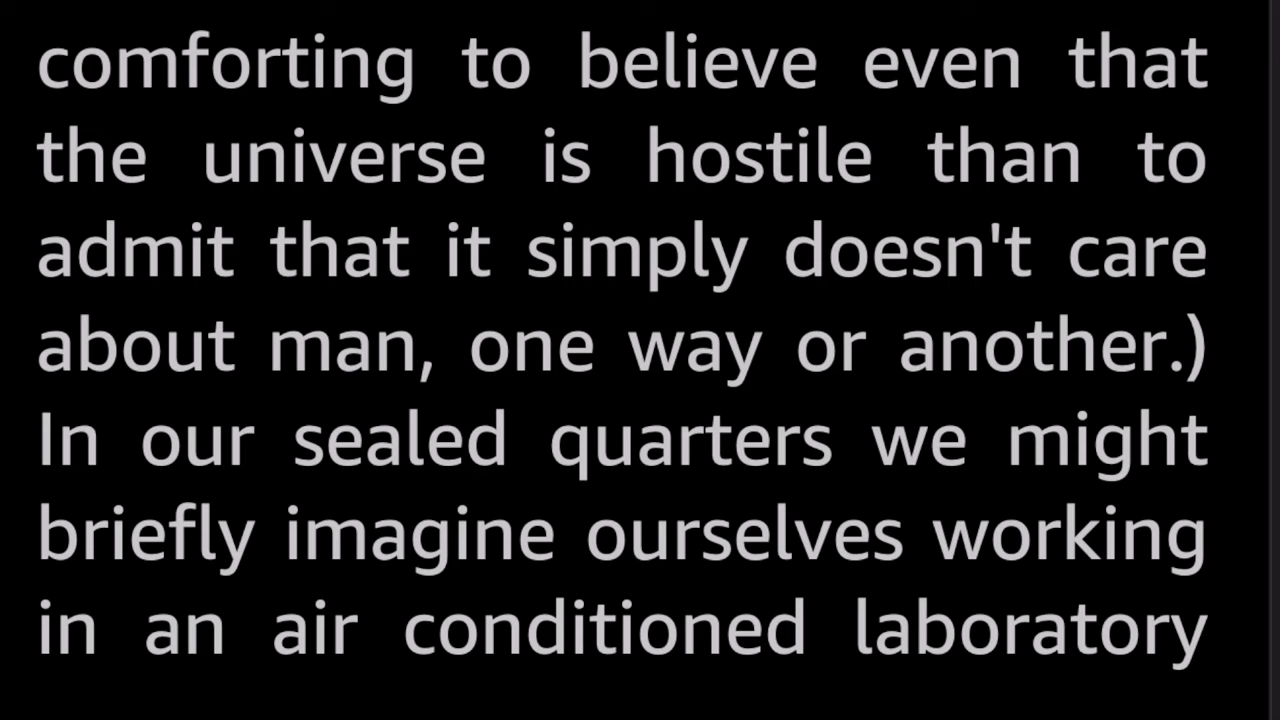 comforting to believe even that
the universe is hostile than to
admit that it simply doesn't care
about man, one way or another.)
In our sealed quarters we might
briefly imagine ourselves working
in an air conditioned laboratory